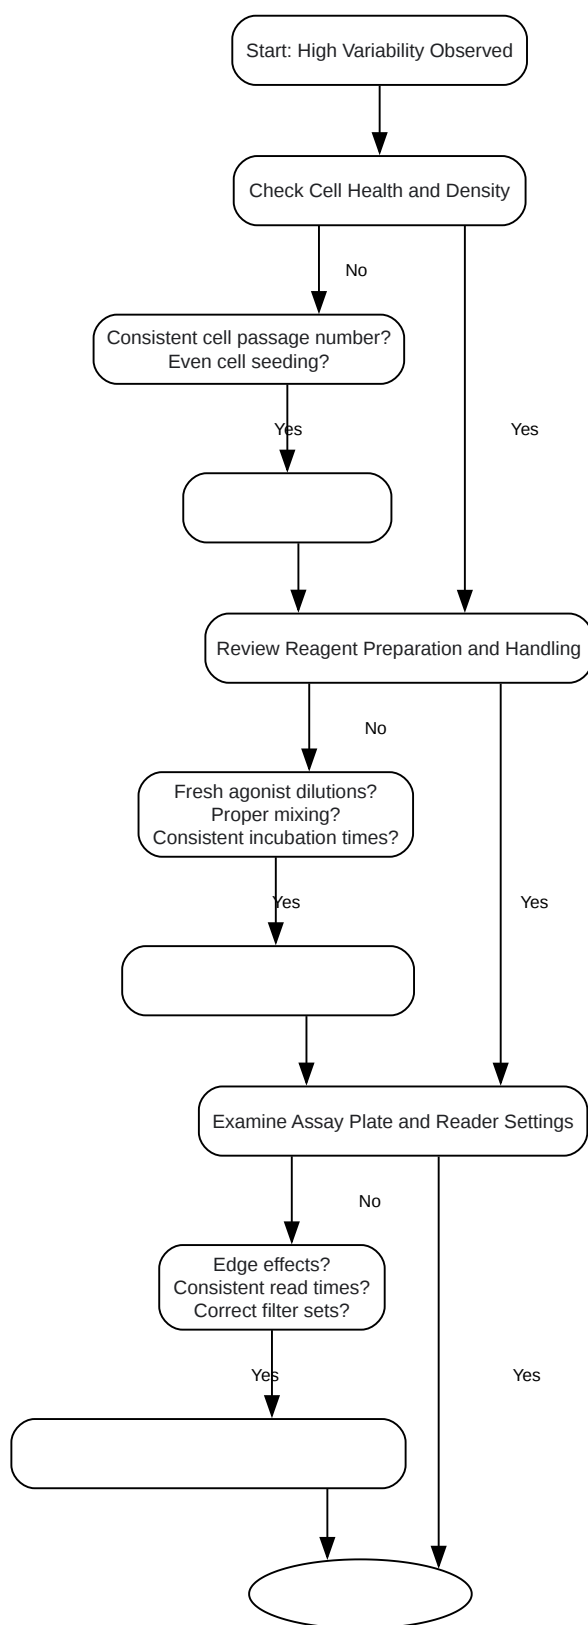 Start: High Variability Observed
Check Cell Health and Density
No
Consistent cell passage number?
Even cell seeding?
Yes
Yes
Review Reagent Preparation and Handling
No
Fresh agonist dilutions?
Proper mixing?
Consistent incubation times?
Yes
Yes
Examine Assay Plate and Reader Settings
No
Edge effects?
Consistent read times?
Correct filter sets?
Yes
Yes